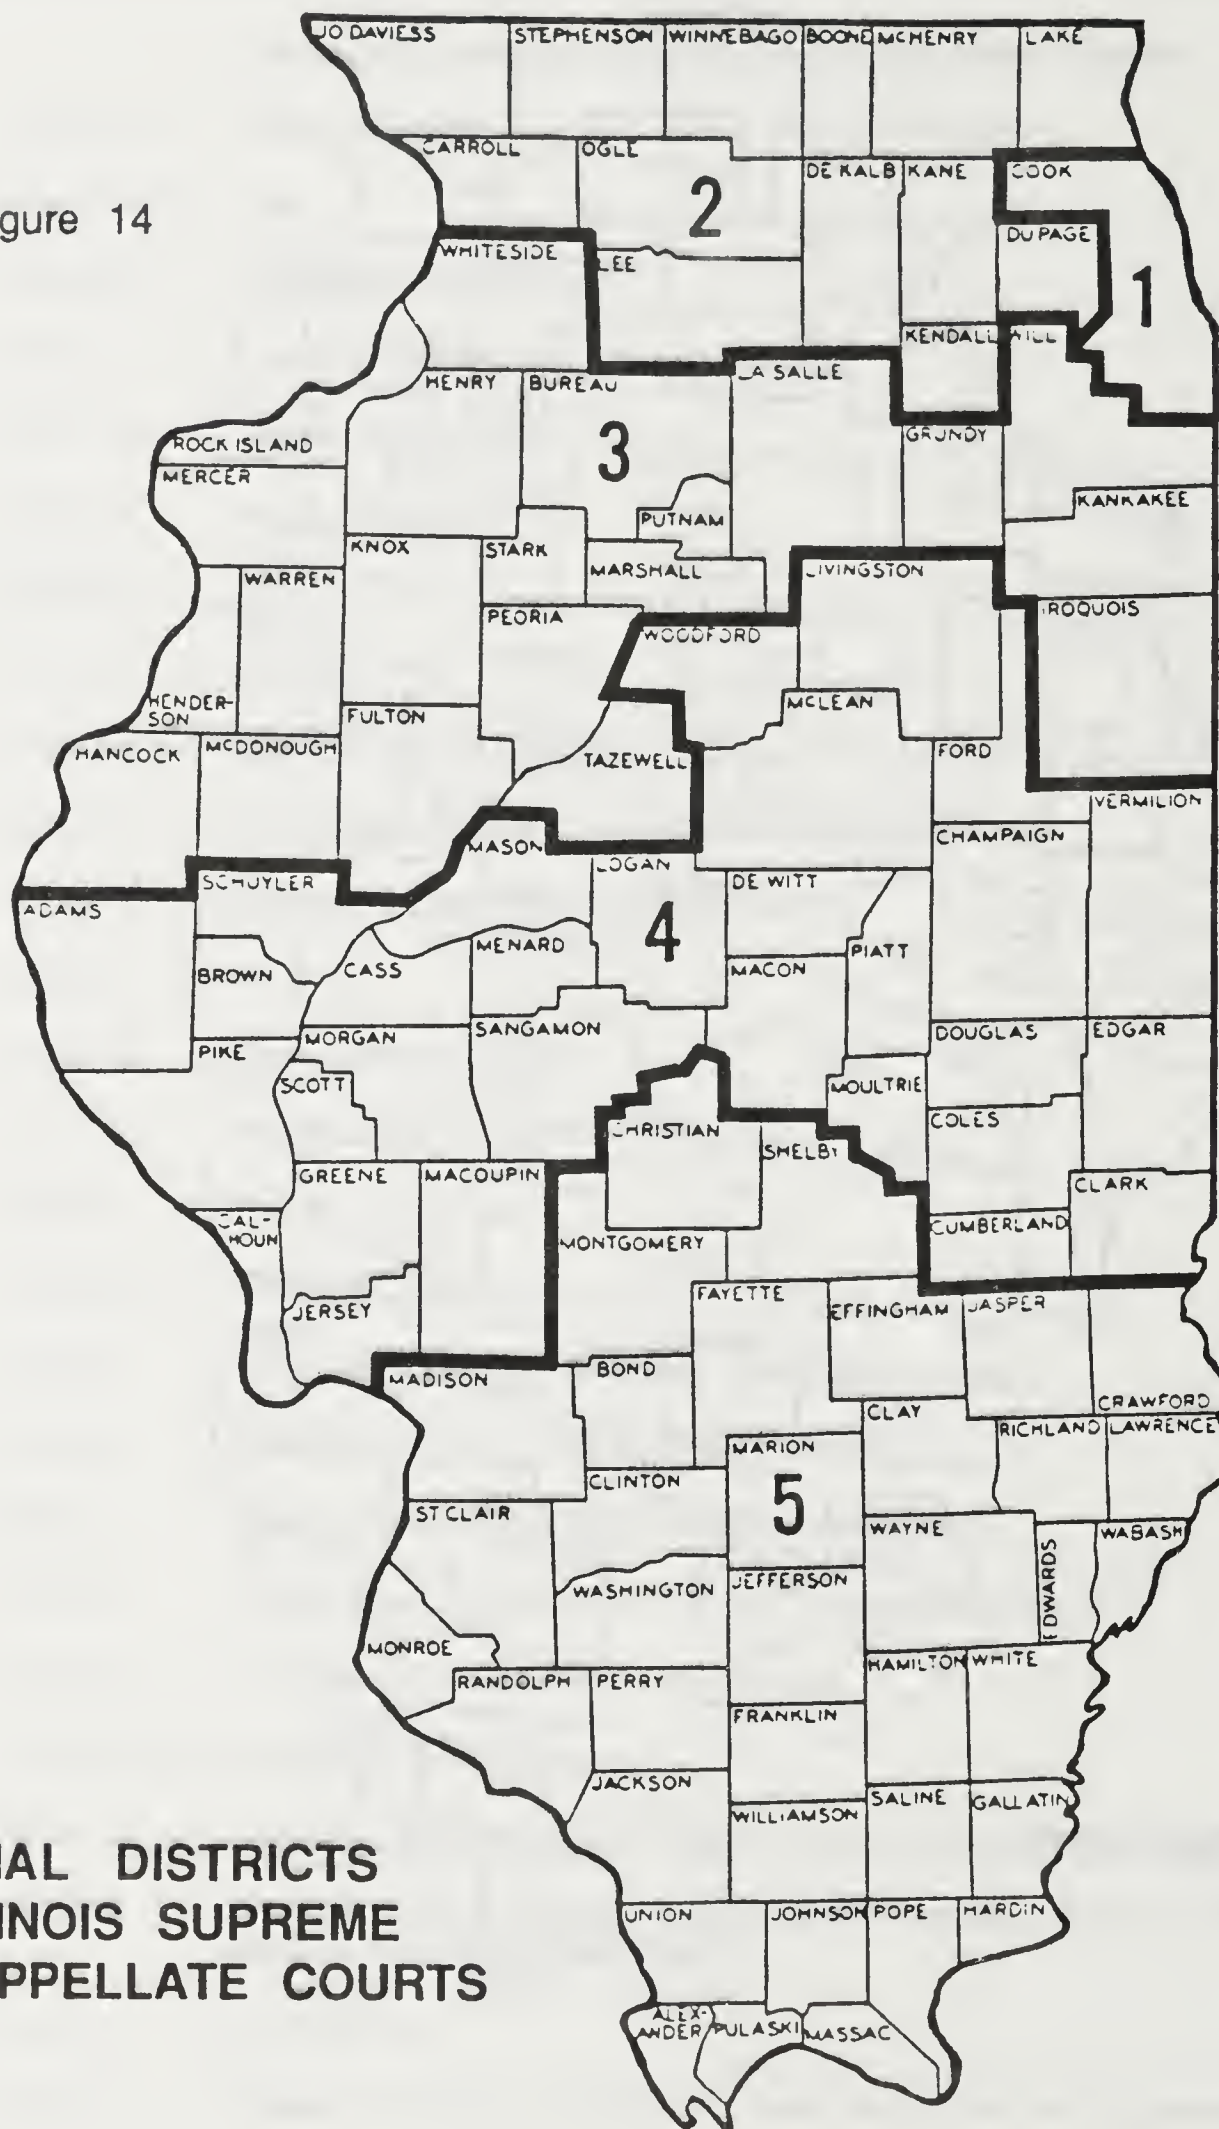 JO DAVIESS
STEPHENSON
WINNEBAGO
BOONE
MCHENRY
LAKE
CARROLL
OGLE
DE KALB
KANE
COOK
2
gure 14
WHITESIDE
LEE
DU PAGE
1
KENDALL
WILL
HENRY
BUREAU
LA SALLE
GRUNDY
ROCK ISLAND
3
MERCER
KANKAKEE
PUTNAM
KNOX
STARK
MARSHALL
LIVINGSTON
WARREN
PEORIA
WOODFORD
IROQUOIS
HENDER-
SON
FULTON
MCLEAN
HANCOCK
MCDONOUGH
TAZEWELL
FORD
VERMILION
CHAMPAIGN
MASON
LOGAN
SCHUYLER
DE WITT
ADAMS
4
MENARD
PIATT
BROWN
CASS
MACON
PIKE
MORGAN
SANGAMON
DOUGLAS
EDGAR
SCOTT
MOULTRIE
CHRISTIAN
COLES
SHELBY
GREENE
MACOUPIN
CLARK
CAL-
HOUN
CUMBERLAND
MONTGOMERY
FAYETTE
JERSEY
EFFINGHAM
JASPER
MADISON
BOND
CRAWFORD
CLAY
RICHLAND
LAWRENCE
MARION
CLINTON
5
ST CLAIR
WAYNE
WABASH
EDWARDS
WASHINGTON
JEFFERSON
MONROE
HAMILTON
WHITE
RANDOLPH
PERRY
FRANKLIN
JACKSON
SALINE
GALLATIN
WILLIAMSON
IAL DISTRICTS
INOIS SUPREME
PPELLATE COURTS
UNION
JOHNSON
POPE
HARDIN
ALEX-
ANDER
PULASKI
MASSAC